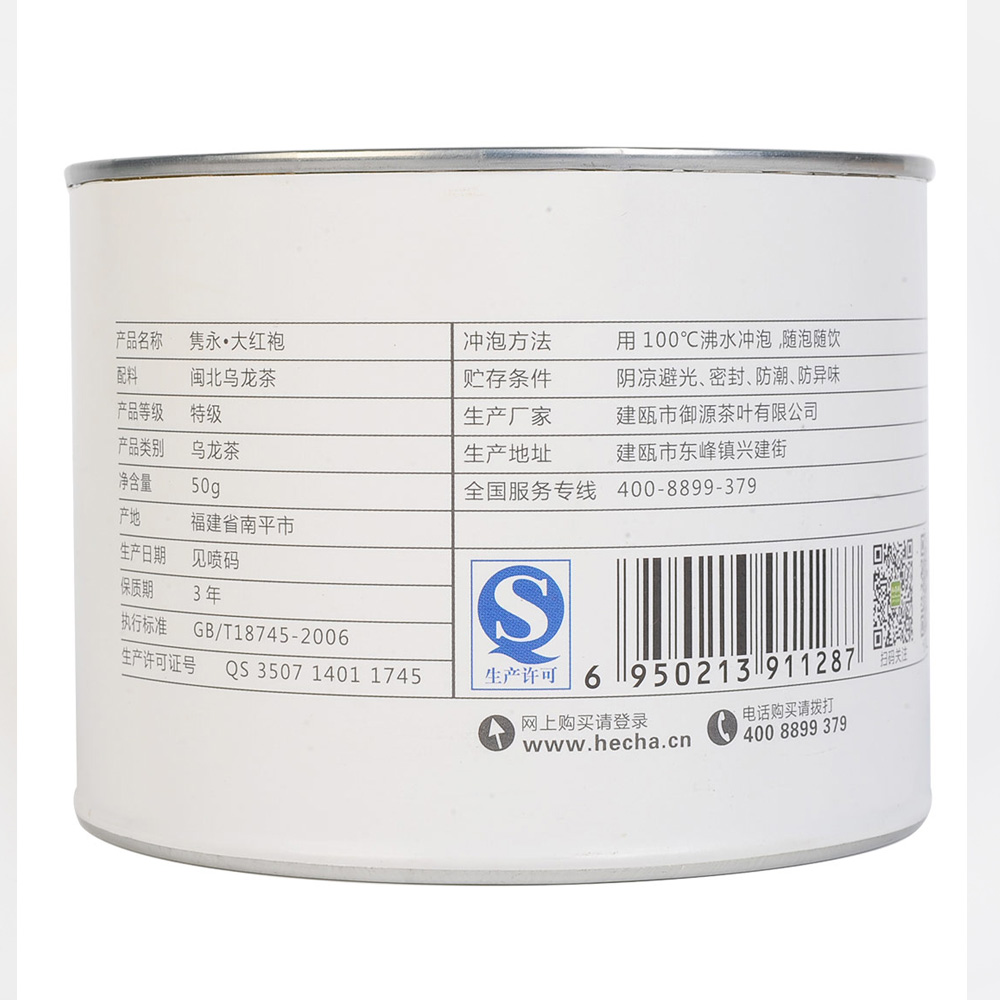 产品名称 隽永·大红袍
配料 闽北乌龙茶
产品等级 特级
产品类别 乌龙茶
净含量 50g
产地 福建省南平市
生产日期 见喷码
保质期 3年
执行标准 GB/T18745-2006
生产许可证号 QS 3507 1401 1745
冲泡方法 用100℃沸水冲泡,随泡随饮
贮存条件 阴凉避光、密封、防潮、防异味
生产厂家 建瓯市御源茶叶有限公司
生产地址 建瓯市东峰镇兴建街
全国服务专线 400-8899-379
QS
生产许可
6 950213 911287
扫码关注
网上购买请登录
www.hecha.cn
电话购买请拨打
400 8899 379